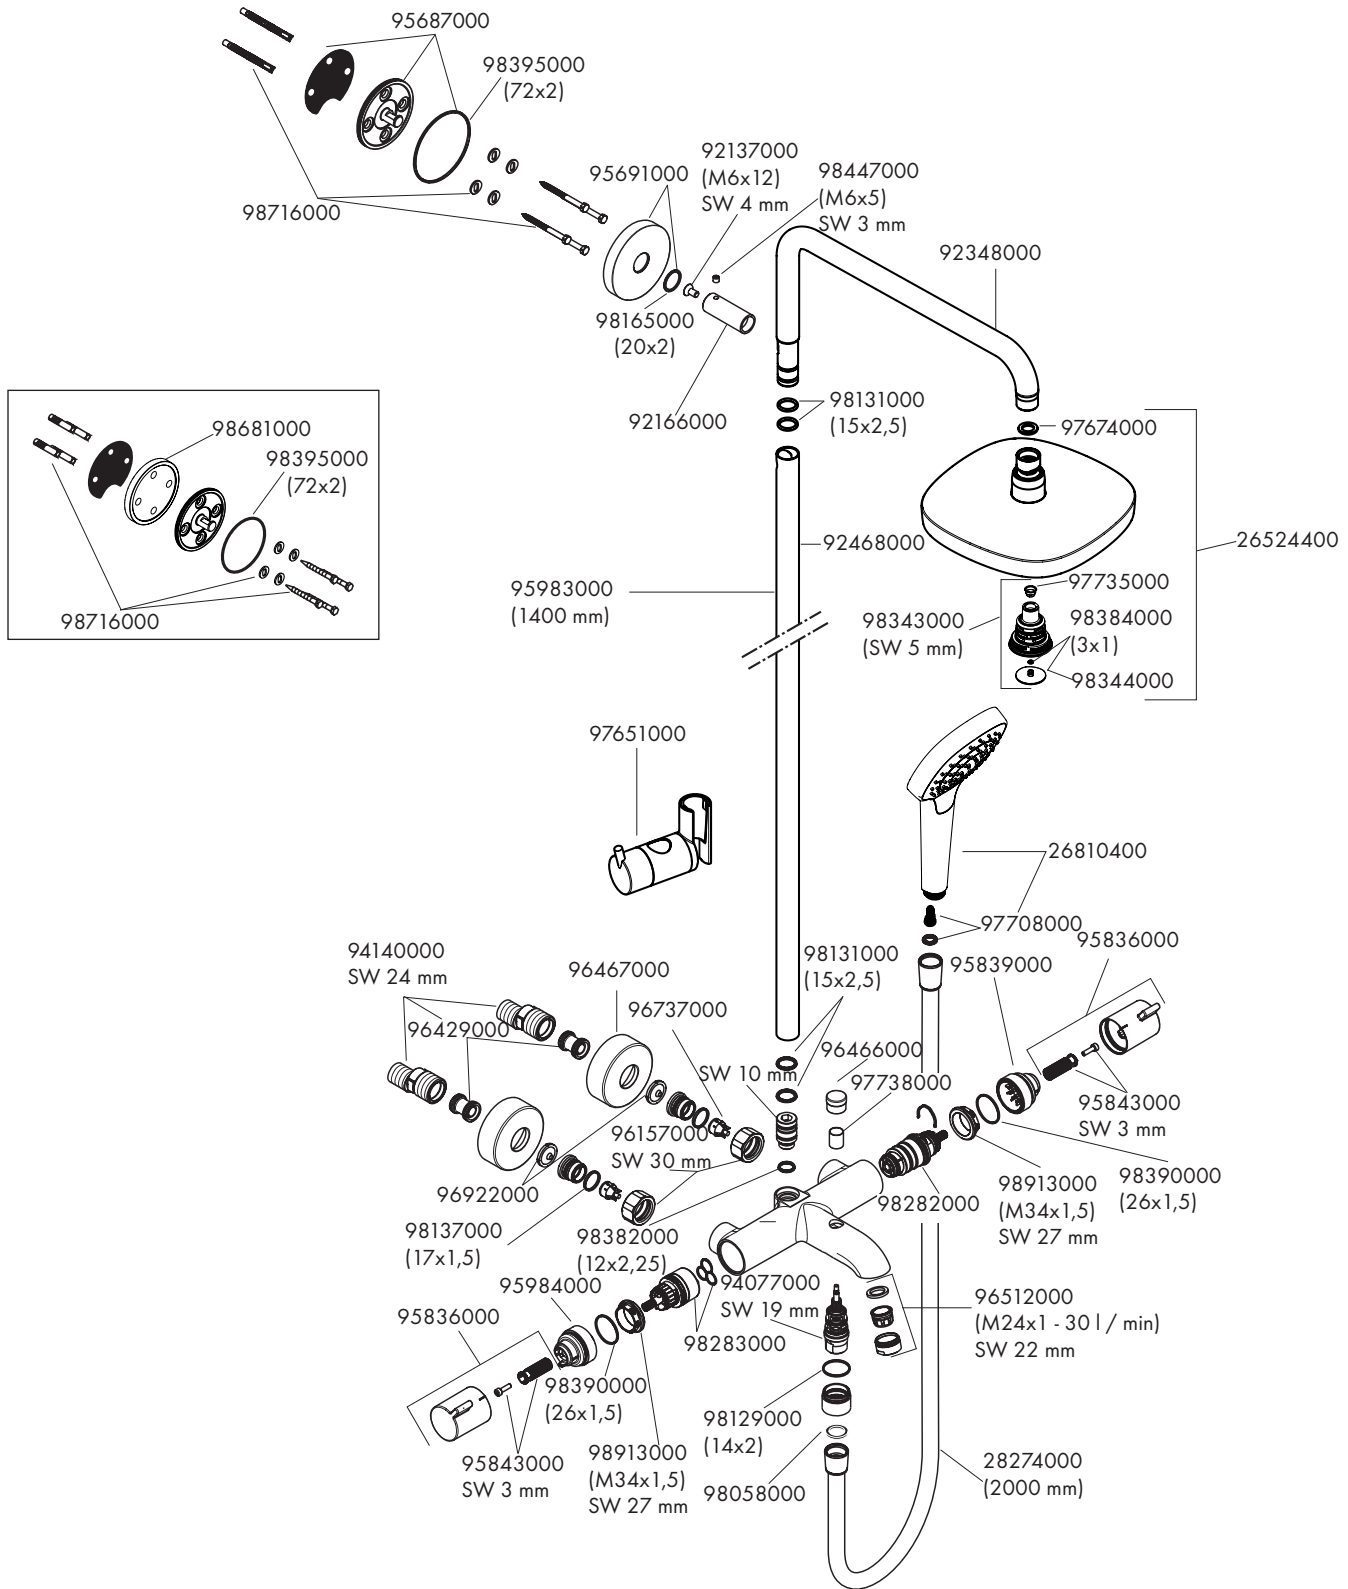 95687000
98395000
(72x2)
98716000
95691000
92137000
(M6x12)
SW 4 mm
98447000
(M6x5)
SW 3 mm
92348000
98165000
(20x2)
92166000
98131000
(15x2,5)
97674000
98681000
98395000
(72x2)
98716000
92468000
95983000
(1400 mm)
26524400
97735000
98343000
(SW 5 mm)
98384000
(3x1)
98344000
97651000
26810400
97708000
94140000
SW 24 mm
96429000
96467000
96737000
98131000
(15x2,5)
95839000
95836000
SW 10 mm
96466000
97738000
95843000
SW 3 mm
96157000
SW 30 mm
96922000
98137000
(17x1,5)
98382000
(12x2,25)
98282000
98913000
(M34x1,5)
SW 27 mm
98390000
(26x1,5)
95984000
95836000
94077000
SW 19 mm
98283000
96512000
(M24x1 - 30 l / min)
SW 22 mm
98390000
(26x1,5)
95843000
SW 3 mm
98913000
(M34x1,5)
SW 27 mm
98129000
(14x2)
98058000
28274000
(2000 mm)